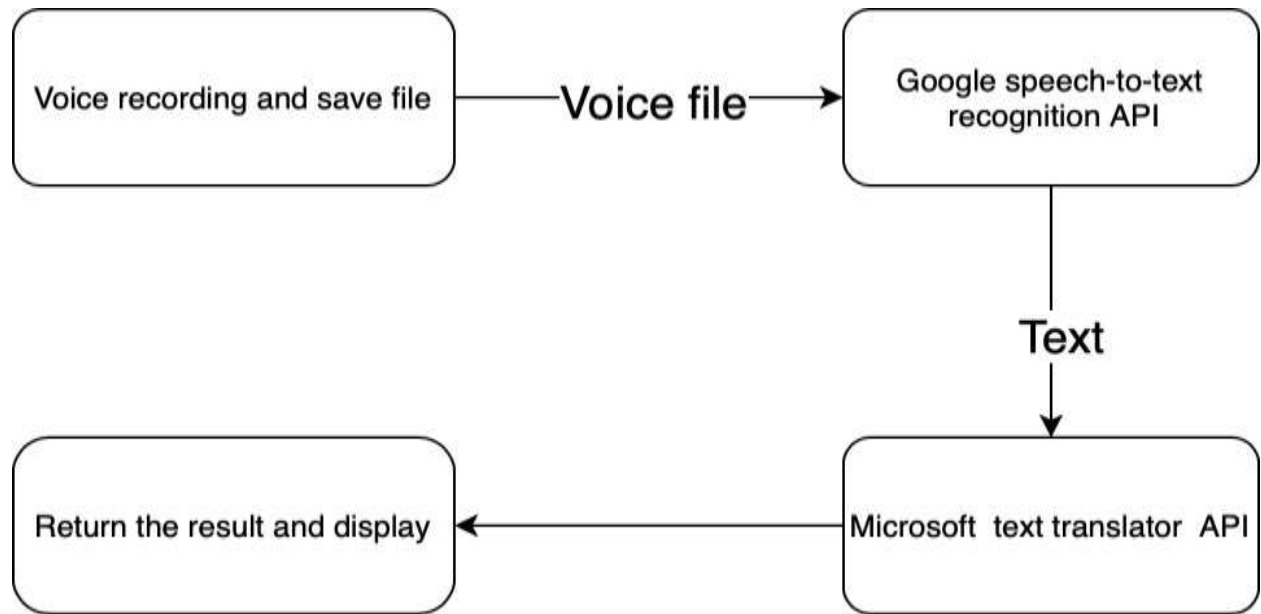 Voice recording and save file
Voice file
Google speech-to-text
recognition API
Text
Microsoft text translator API
Return the result and display